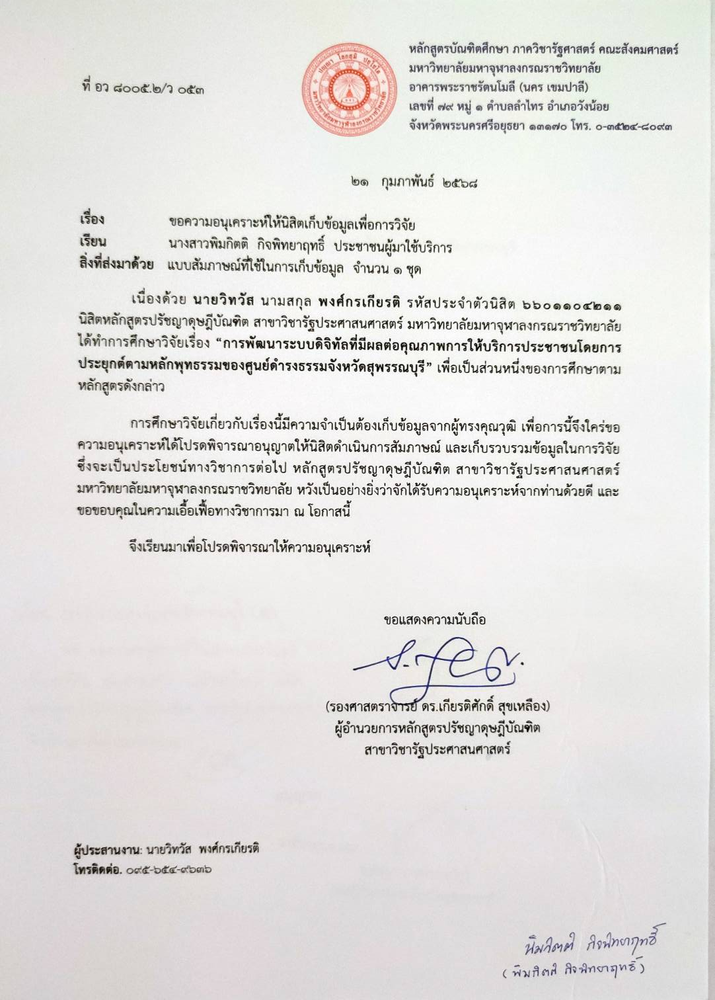 หลักสูตรบัณฑิตศึกษา ภาควิชารัฐศาสตร์ คณะสังคมศาสตร์
มหาวิทยาลัยมหาจุฬาลงกรณราชวิทยาลัย
อาคารพระราชรัตนโมลี (นคร เขมปาลี)
เลขที่ ๗๙ หมู่ ๑ ตำบลลำไทร อำเภอวังน้อย
จังหวัดพระนครศรีอยุธยา ๑๓๑๗๐ โทร. ๐-๓๕๒๔-๘๐๙๓
ที่ อว ๘๐๐๕.๒/ว ๐๕๓
ปญฺญา โลกสฺมิ ปชฺโชโต
มหาวิทยาลัยมหาจุฬาลงกรณราชวิทยาลัย
๒๑ กุมภาพันธ์ ๒๕๖๘
เรื่อง ขอความอนุเคราะห์ให้นิสิตเก็บข้อมูลเพื่อการวิจัย
เรียน นางสาวพิมกิตติ กิจพิทยาฤทธิ์ ประชาชนผู้มาใช้บริการ
สิ่งที่ส่งมาด้วย แบบสัมภาษณ์ที่ใช้ในการเก็บข้อมูล จำนวน ๑ ชุด
เนื่องด้วย นายวิทวัส นามสกุล พงศ์กรเกียรติ รหัสประจำตัวนิสิต ๖๖๐๑๑๐๔๒๑๑
นิสิตหลักสูตรปรัชญาดุษฎีบัณฑิต สาขาวิชารัฐประศาสนศาสตร์ มหาวิทยาลัยมหาจุฬาลงกรณราชวิทยาลัย
ได้ทำการศึกษาวิจัยเรื่อง “การพัฒนาระบบดิจิทัลที่มีผลต่อคุณภาพการให้บริการประชาชนโดยการ
ประยุกต์ตามหลักพุทธธรรมของศูนย์ดำรงธรรมจังหวัดสุพรรณบุรี” เพื่อเป็นส่วนหนึ่งของการศึกษาตาม
หลักสูตรดังกล่าว
การศึกษาวิจัยเกี่ยวกับเรื่องนี้มีความจำเป็นต้องเก็บข้อมูลจากผู้ทรงคุณวุฒิ เพื่อการนี้จึงใคร่ขอ
ความอนุเคราะห์ได้โปรดพิจารณาอนุญาตให้นิสิตดำเนินการสัมภาษณ์ และเก็บรวบรวมข้อมูลในการวิจัย
ซึ่งจะเป็นประโยชน์ทางวิชาการต่อไป หลักสูตรปรัชญาดุษฎีบัณฑิต สาขาวิชารัฐประศาสนศาสตร์
มหาวิทยาลัยมหาจุฬาลงกรณราชวิทยาลัย หวังเป็นอย่างยิ่งว่าจักได้รับความอนุเคราะห์จากท่านด้วยดี และ
ขอขอบคุณในความเอื้อเฟื้อทางวิชาการมา ณ โอกาสนี้
จึงเรียนมาเพื่อโปรดพิจารณาให้ความอนุเคราะห์
ขอแสดงความนับถือ
(รองศาสตราจารย์ ดร.เกียรติศักดิ์ สุขเหลือง)
ผู้อำนวยการหลักสูตรปรัชญาดุษฎีบัณฑิต
สาขาวิชารัฐประศาสนศาสตร์
ผู้ประสานงาน: นายวิทวัส พงศ์กรเกียรติ
โทรติดต่อ. ๐๙๕-๖๕๔-๙๖๓๖
พิมกิตติ กิจพิทยาฤทธิ์
(พิมกิตติ กิจพิทยาฤทธิ์)